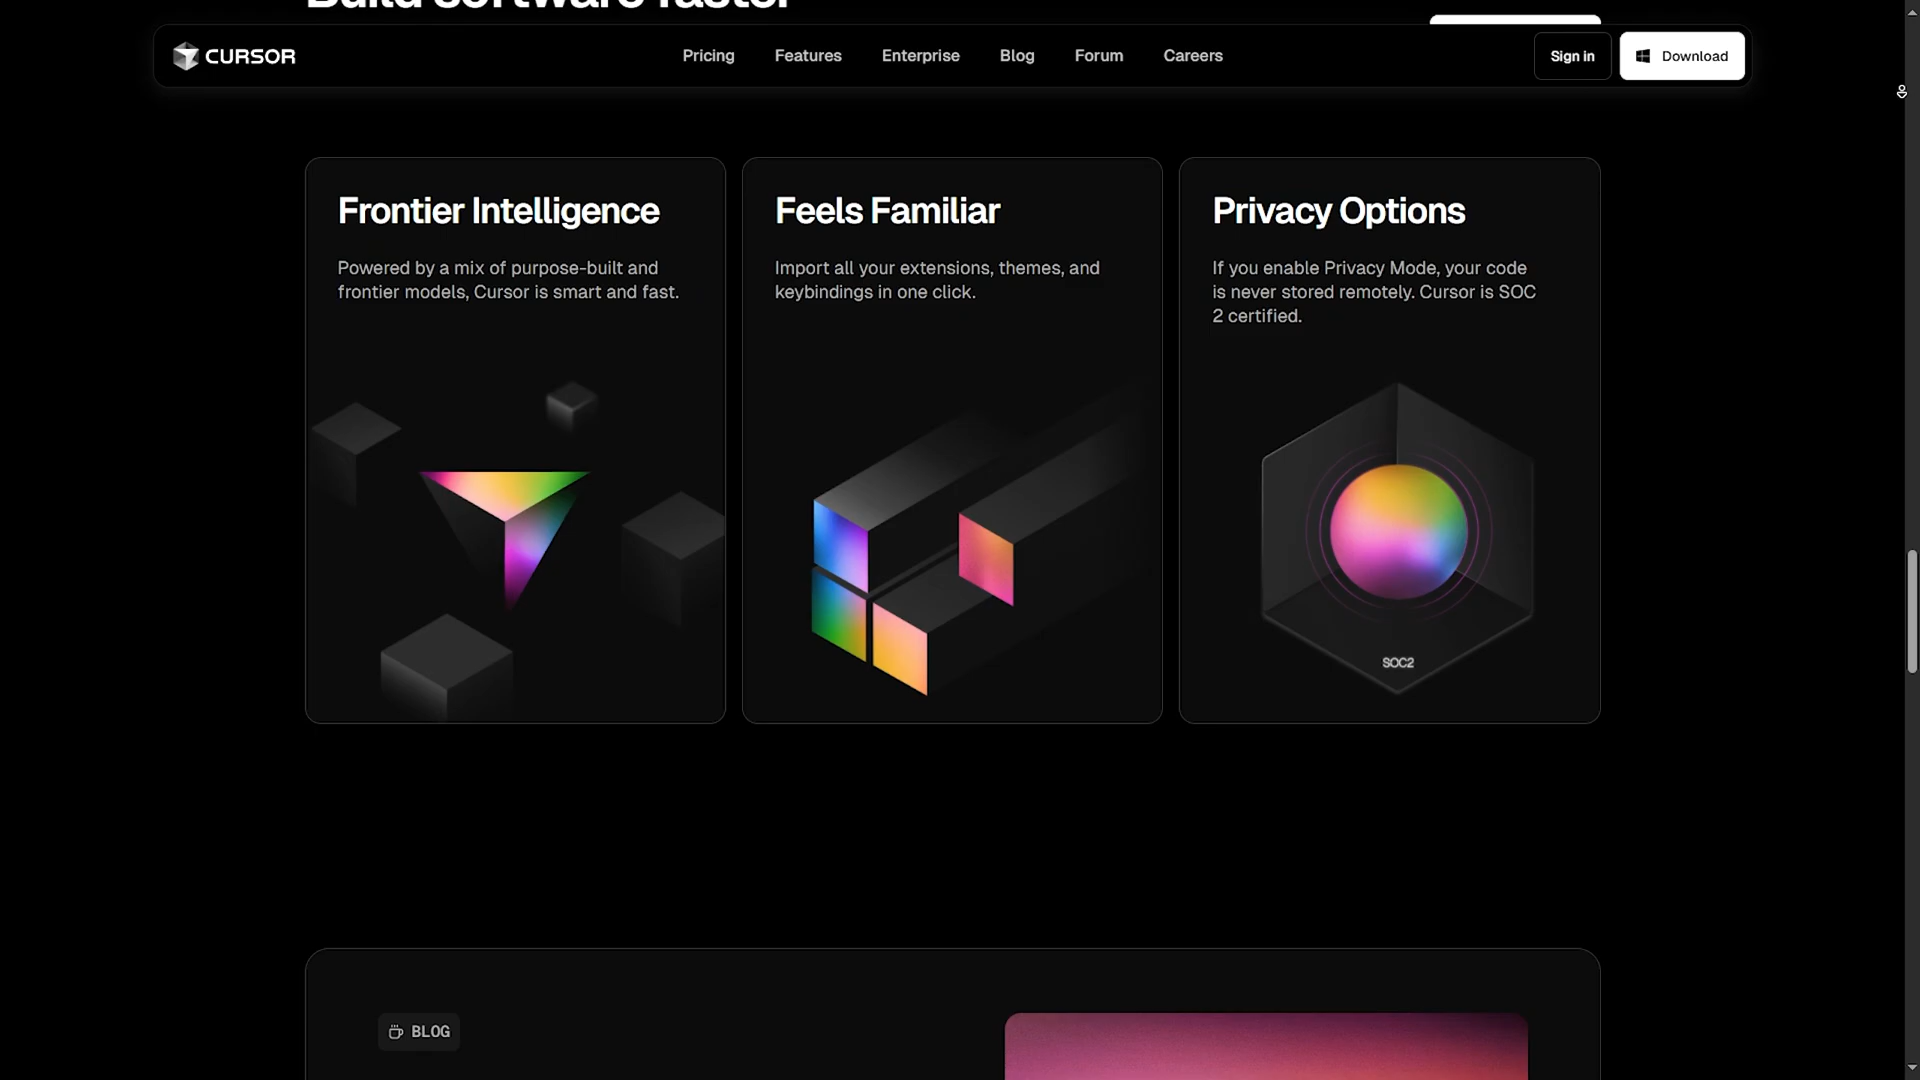 Build software faster
CURSOR
Pricing
Features
Enterprise
Blog
Forum
Careers
Sign in
Download
Frontier Intelligence
Powered by a mix of purpose-built and
frontier models, Cursor is smart and fast.
Feels Familiar
Import all your extensions, themes, and
keybindings in one click.
Privacy Options
If you enable Privacy Mode, your code
is never stored remotely. Cursor is SOC
2 certified.
SOC2
BLOG